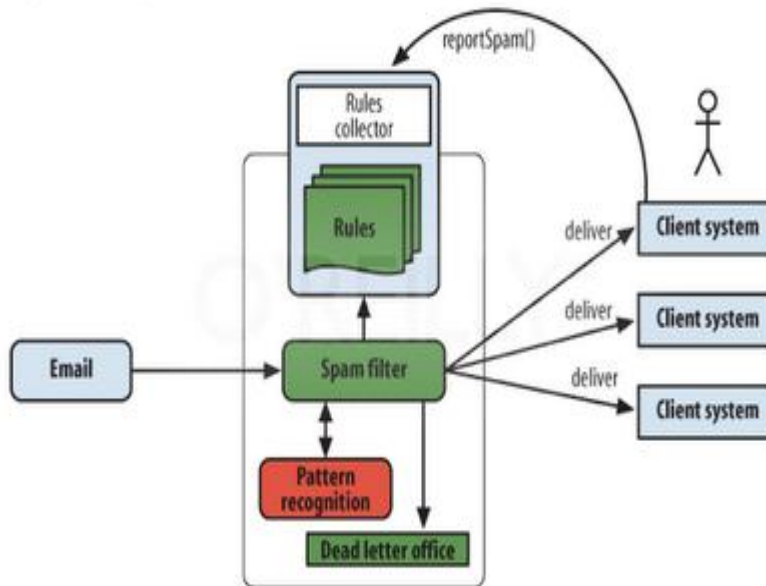 reportSpam()
Rules
collector
Rules
deliver
Client system
deliver
Client system
deliver
Client system
Email
Spam filter
Pattern
recognition
Dead letter office